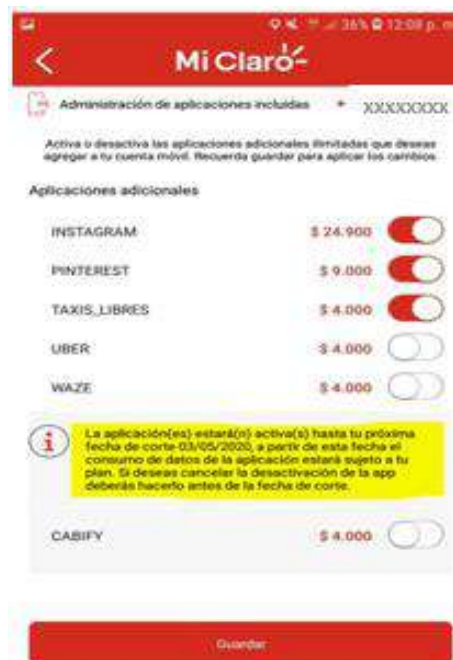 36% 12:09 p. m
Mi Claro
Administración de aplicaciones incluidas XXXXXXXX
Activa o desactiva las aplicaciones adicionales ilimitadas que deseas
agregar a tu cuenta móvil. Recuerda guardar para aplicar los cambios
Aplicaciones adicionales
INSTAGRAM $ 24.900
PINTEREST $ 9.000
TAXIS_LIBRES $ 4.000
UBER $ 4.000
WAZE $ 4.000
La aplicación(es) estará(n) activa(s) hasta tu próxima
fecha de corte-03/05/2020, a partir de esta fecha el
consumo de datos de la aplicación estará sujeto a tu
plan. Si deseas cancelar la desactivación de la app
deberás hacerlo antes de la fecha de corte.
CABIFY $ 4.000
Guardar